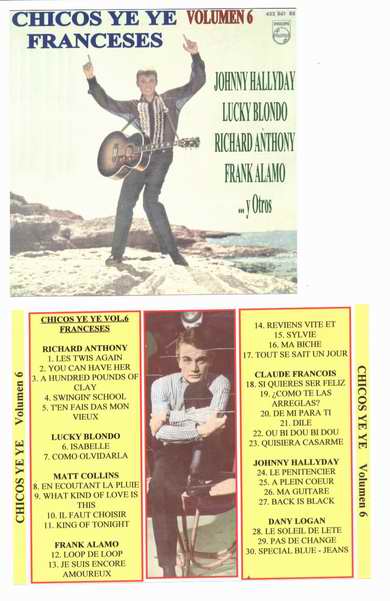 CHICOS YE YE VOLUMEN 6
FRANCESES
PHILIPS
JOHNNY HALLYDAY
LUCKY BLONDO
RICHARD ANTHONY
FRANK ALAMO
...y Otros
CHICOS YE YE Volumen 6
CHICOS YE YE VOL.6
FRANCESES
RICHARD ANTHONY
1. LES TWIS AGAIN
2. YOU CAN HAVE HER
3. A HUNDRED POUNDS OF
CLAY
4. SWINGIN' SCHOOL
5. T'EN FAIS DAS MON
VIEUX
LUCKY BLONDO
6. ISABELLE
7. COMO OLVIDARLA
MATT COLLINS
8. EN ECOUTANT LA PLUIE
9. WHAT KIND OF LOVE IS
THIS
10. IL FAUT CHOISIR
11. KING OF TONIGHT
FRANK ALAMO
12. LOOP DE LOOP
13. JE SUIS ENCORE
AMOUREUX
14. REVIENS VITE ET
15. SYLVIE
16. MA BICHE
17. TOUT SE SAIT UN JOUR
CLAUDE FRANCOIS
18. SI QUIERES SER FELIZ
19. ¿COMO TE LAS
ARREGLAS?
20. DE MI PARA TI
21. DILE
22. OU BI DOU BI DOU
23. QUISIERA CASARME
JOHNNY HALLYDAY
24. LE PENITENCIER
25. A PLEIN COEUR
26. MA GUITARE
27. BACK IS BLACK
DANY LOGAN
28. LE SOLEIL DE LETE
29. PAS DE CHANGE
30. SPECIAL BLUE - JEANS
CHICOS YE YE Volumen 6